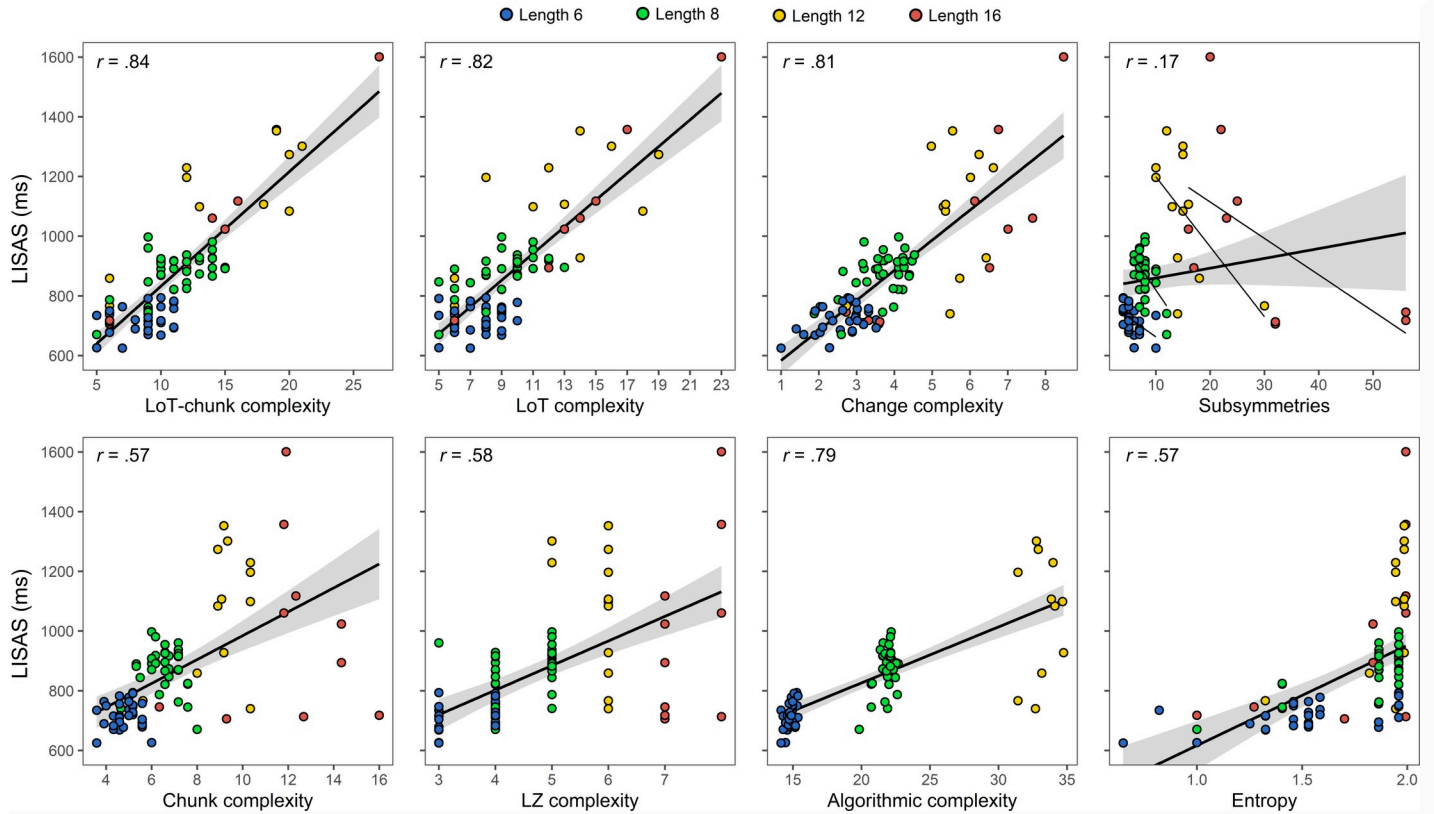 Length 6 Length 8 Length 12 Length 16
r = .84 r = .82 r = .81 r = .17
1600
1400
1200
1000
800
600
LISAS (ms)
5 10 15 20 25
LoT-chunk complexity
5 7 9 11 13 15 17 19 21 23
LoT complexity
1 2 3 4 5 6 7 8
Change complexity
10 20 30 40 50
Subsymmetries
r = .57 r = .58 r = .79 r = .57
1600
1400
1200
1000
800
600
LISAS (ms)
4 6 8 10 12 14 16
Chunk complexity
3 4 5 6 7
LZ complexity
15 20 25 30 35
Algorithmic complexity
1.0 1.5 2.0
Entropy